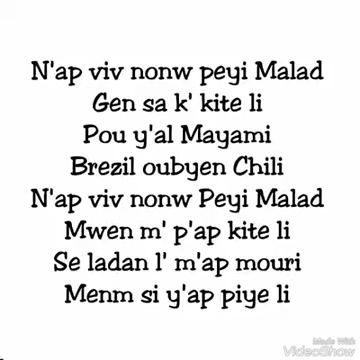 N'ap viv nonw peyi Malad
Gen sa k' kite li
Pou y'al Mayami
Brezil oubyen Chili
N'ap viv nonw Peyi Malad
Mwen m' p'ap kite li
Se ladan l' m'ap mouri
Menm si y'ap piye li
Made With
VideoShow